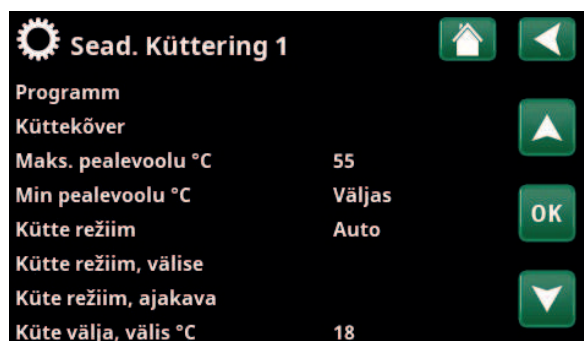 Sead. Küttering 1
Programm
Küttekõver
Maks. pealevoolu °C 55
Min pealevoolu °C Väljas
OK
Kütte režiim Auto
Kütte režiim, välise
Küte režiim, ajakava
Küte välja, välis °C 18